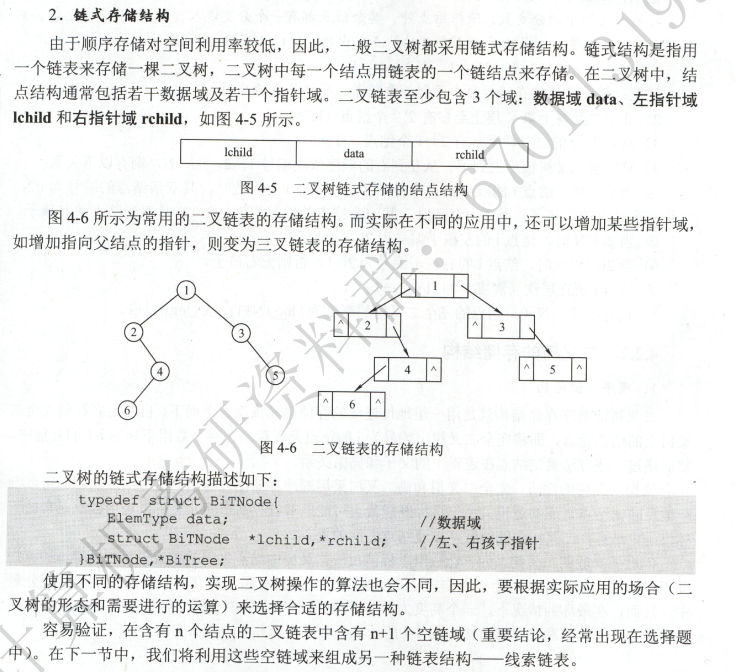 2．链式存储结构
由于顺序存储对空间利用率较低，因此，一般二叉树都采用链式存储结构。链式结构是指用
一个链表来存储一棵二叉树，二叉树中每一个结点用链表的一个链结点来存储。在二叉树中，结
点结构通常包括若干数据域及若干个指针域。二叉链表至少包含 3 个域：数据域 data、左指针域
lchild 和右指针域 rchild，如图 4-5 所示。
lchild data rchild
图 4-5 二叉树链式存储的结点结构
图 4-6 所示为常用的二叉链表的存储结构。而实际在不同的应用中，还可以增加某些指针域，
如增加指向父结点的指针，则变为三叉链表的存储结构。
1
2
3
4
5
6
1
^ 2
^ 3
4 ^
^ 5 ^
^ 6 ^
图 4-6 二叉链表的存储结构
二叉树的链式存储结构描述如下：
typedef struct BiTNode{
ElemType data; //数据域
struct BiTNode *lchild,*rchild; //左、右孩子指针
}BiTNode,*BiTree;
使用不同的存储结构，实现二叉树操作的算法也会不同，因此，要根据实际应用的场合（二
叉树的形态和需要进行的运算）来选择合适的存储结构。
容易验证，在含有 n 个结点的二叉链表中含有 n+1 个空链域（重要结论，经常出现在选择题
中）。在下一节中，我们将利用这些空链域来组成另一种链表结构——线索链表。
计算机考研资料群：67011319